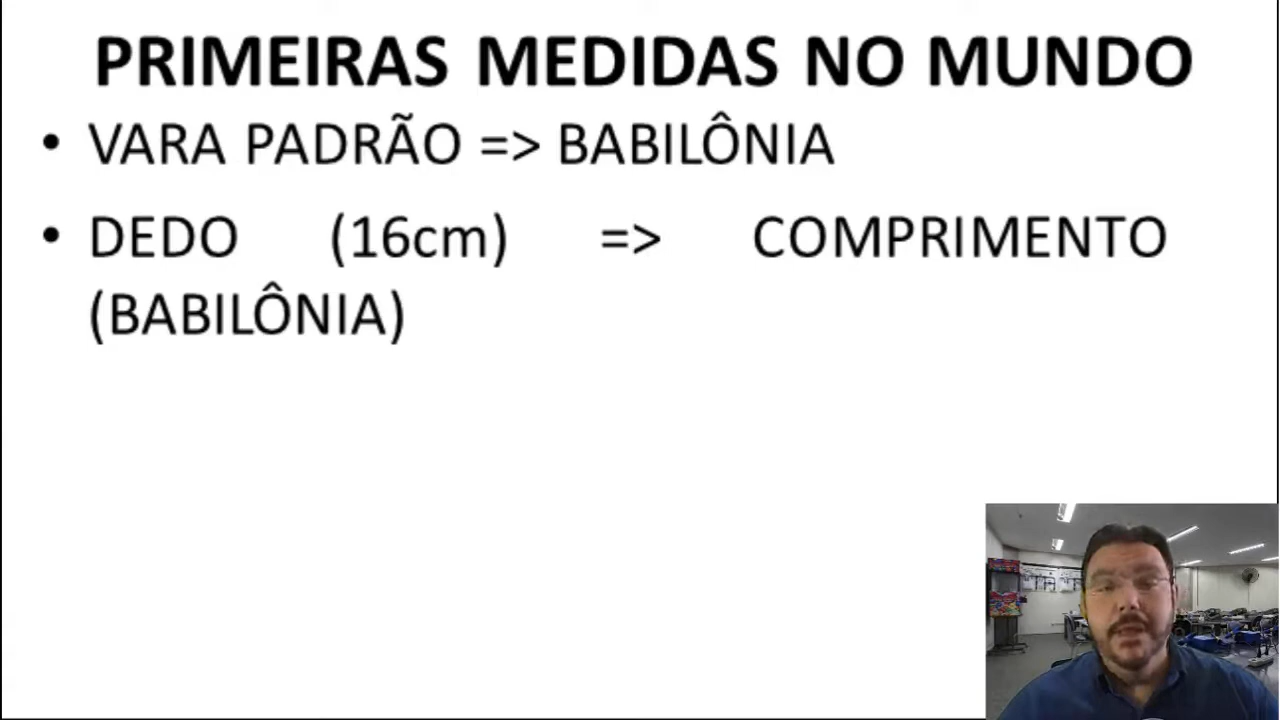 PRIMEIRAS MEDIDAS NO MUNDO
• VARA PADRÃO => BABILÔNIA
• DEDO (16cm) => COMPRIMENTO
(BABILÔNIA)